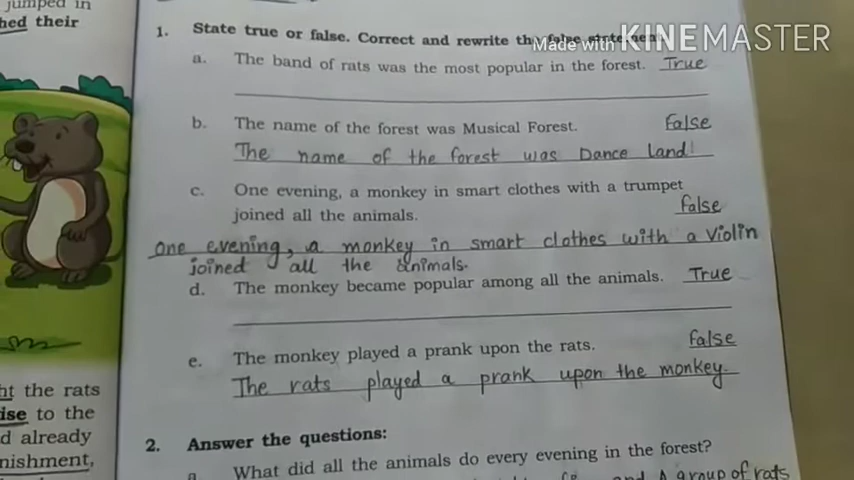 jumped in
hed their
1. State true or false. Correct and rewrite the false statement
Made with KINEMASTER
a. The band of rats was the most popular in the forest. True
b. The name of the forest was Musical Forest. False
The name of the forest was Dance land!
c. One evening, a monkey in smart clothes with a trumpet
joined all the animals. false
one evening, a monkey in smart clothes with a violin
joined all the animals.
d. The monkey became popular among all the animals. True
e. The monkey played a prank upon the rats. false
The rats played a prank upon the monkey.
ht the rats
ise to the
d already
nishment,
2. Answer the questions:
a. What did all the animals do every evening in the forest?
and A group of rats